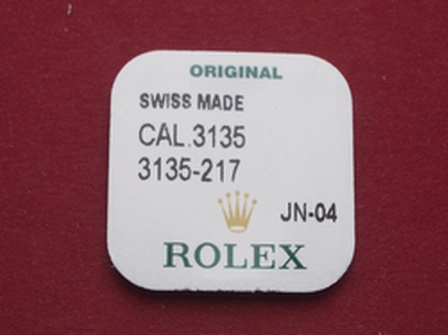 ORIGINAL
SWISS MADE
CAL.3135
3135-217
JN-04
ROLEX